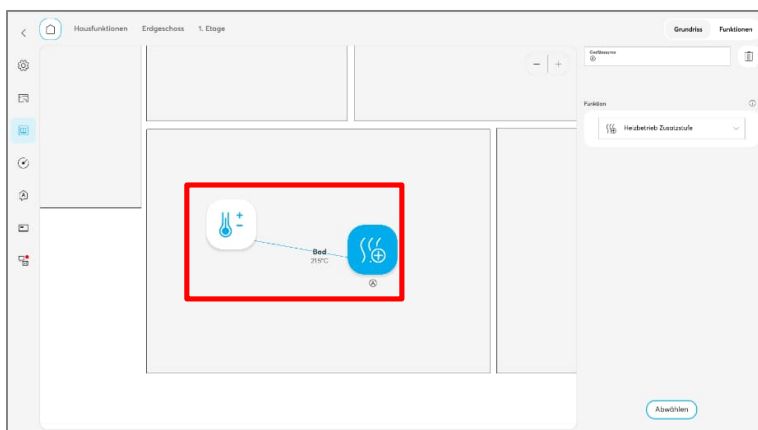 Hausfunktionen Erdgeschoss 1. Etage
Grundriss Funktionen
Funktion
Heizbetrieb Zusatzstufe
Bad
21.5°C
Abwählen